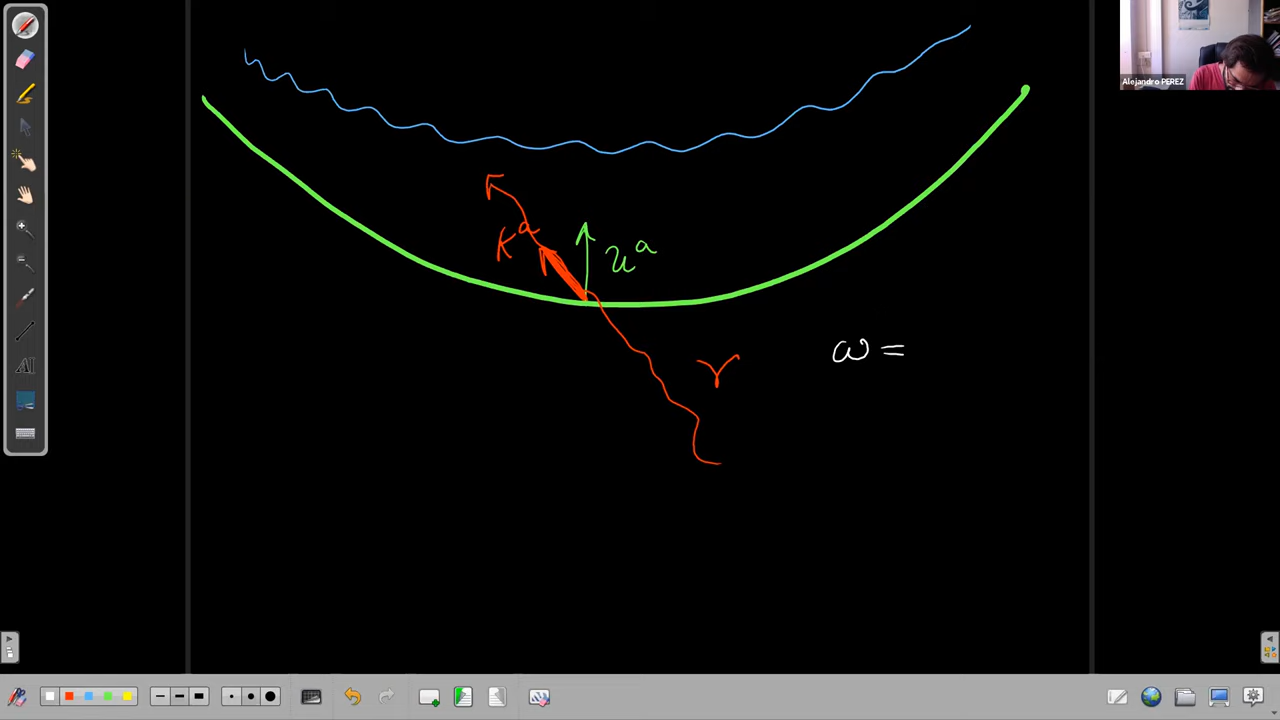 Alejandro PEREZ
k^a
u^a
γ
ω =